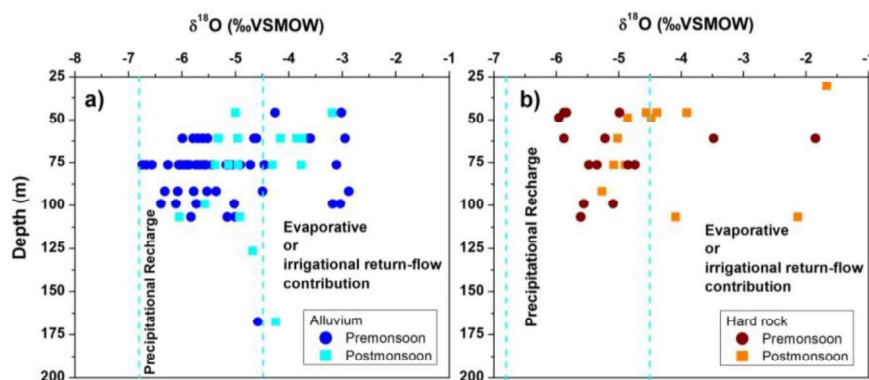 δ¹⁸O (‰VSMOW)
-8 -7 -6 -5 -4 -3 -2 -1
25
50
75
100
125
150
175
200
Depth (m)
a)
Precipitational Recharge
Evaporative
or
irrigational return-flow
contribution
Alluvium
Premonsoon
Postmonsoon
δ¹⁸O (‰VSMOW)
-7 -6 -5 -4 -3 -2 -1
25
50
75
100
125
150
175
200
b)
Precipitational Recharge
Evaporative
or
irrigational return-flow
contribution
Hard rock
Premonsoon
Postmonsoon